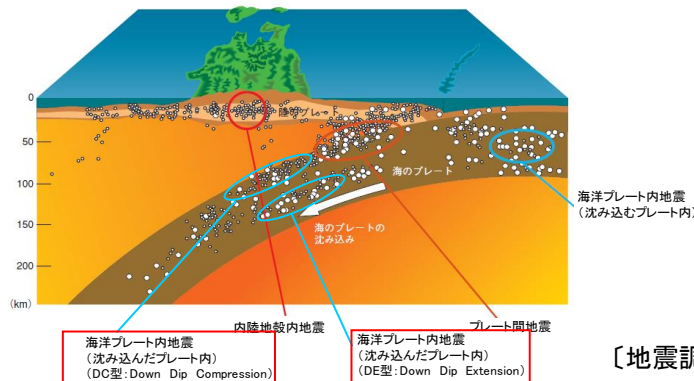 0
陸のプレート
50
海のプレート
100
海洋プレート内地震
(沈み込むプレート内)
150
海のプレートの
沈み込み
200
(km)
内陸地殻内地震
プレート間地震
海洋プレート内地震
(沈み込んだプレート内)
(DC型:Down Dip Compression)
海洋プレート内地震
(沈み込んだプレート内)
(DE型:Down Dip Extension)
〔地震調